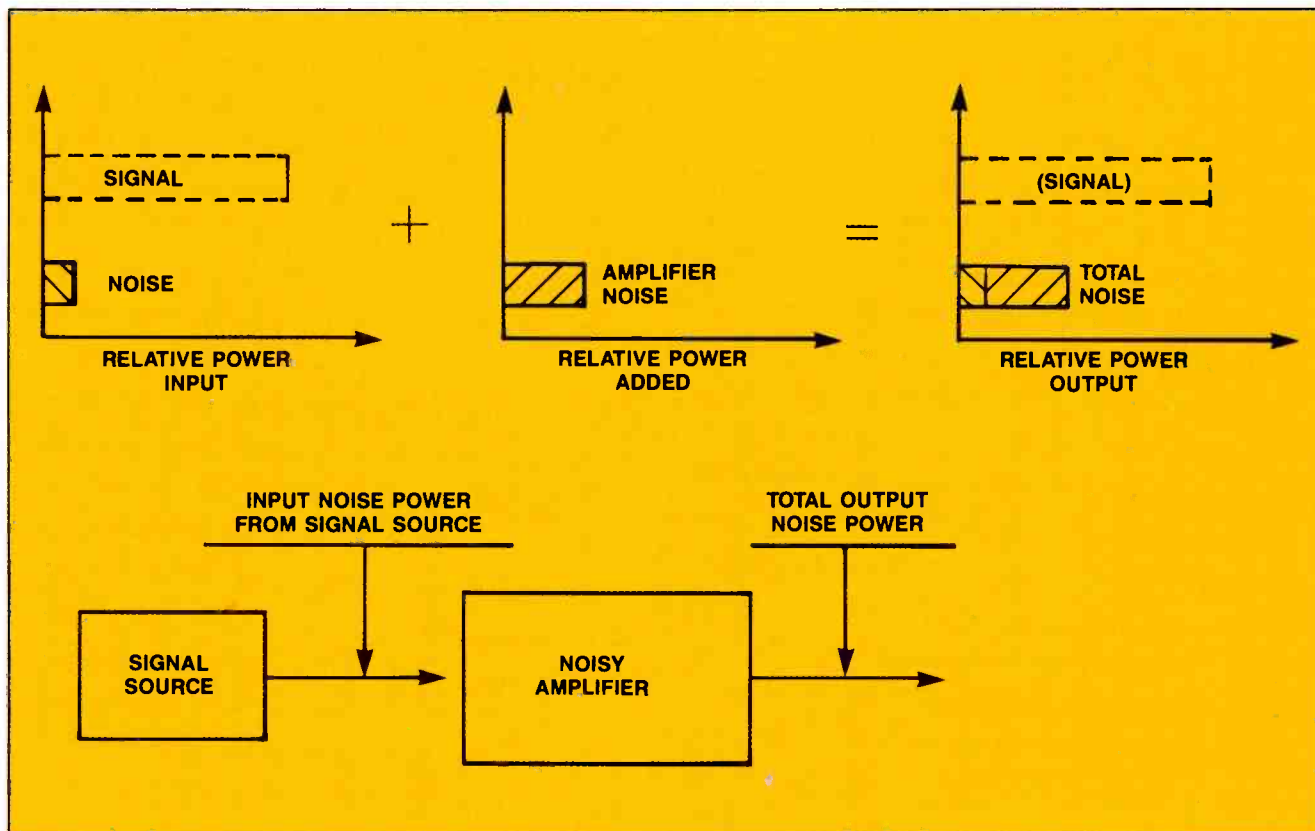 SIGNAL
NOISE
RELATIVE POWER
INPUT
+
AMPLIFIER
NOISE
RELATIVE POWER
ADDED
=
(SIGNAL)
TOTAL
NOISE
RELATIVE POWER
OUTPUT
INPUT NOISE POWER
FROM SIGNAL SOURCE
TOTAL OUTPUT
NOISE POWER
SIGNAL
SOURCE
NOISY
AMPLIFIER